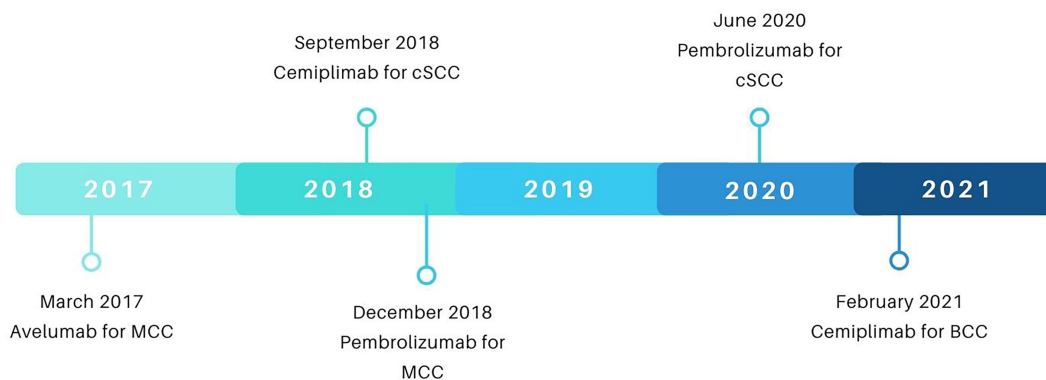 June 2020
Pembrolizumab for
cSCC
September 2018
Cemiplimab for cSCC
2017
2018
2019
2020
2021
March 2017
Avelumab for MCC
December 2018
Pembrolizumab for
MCC
February 2021
Cemiplimab for BCC